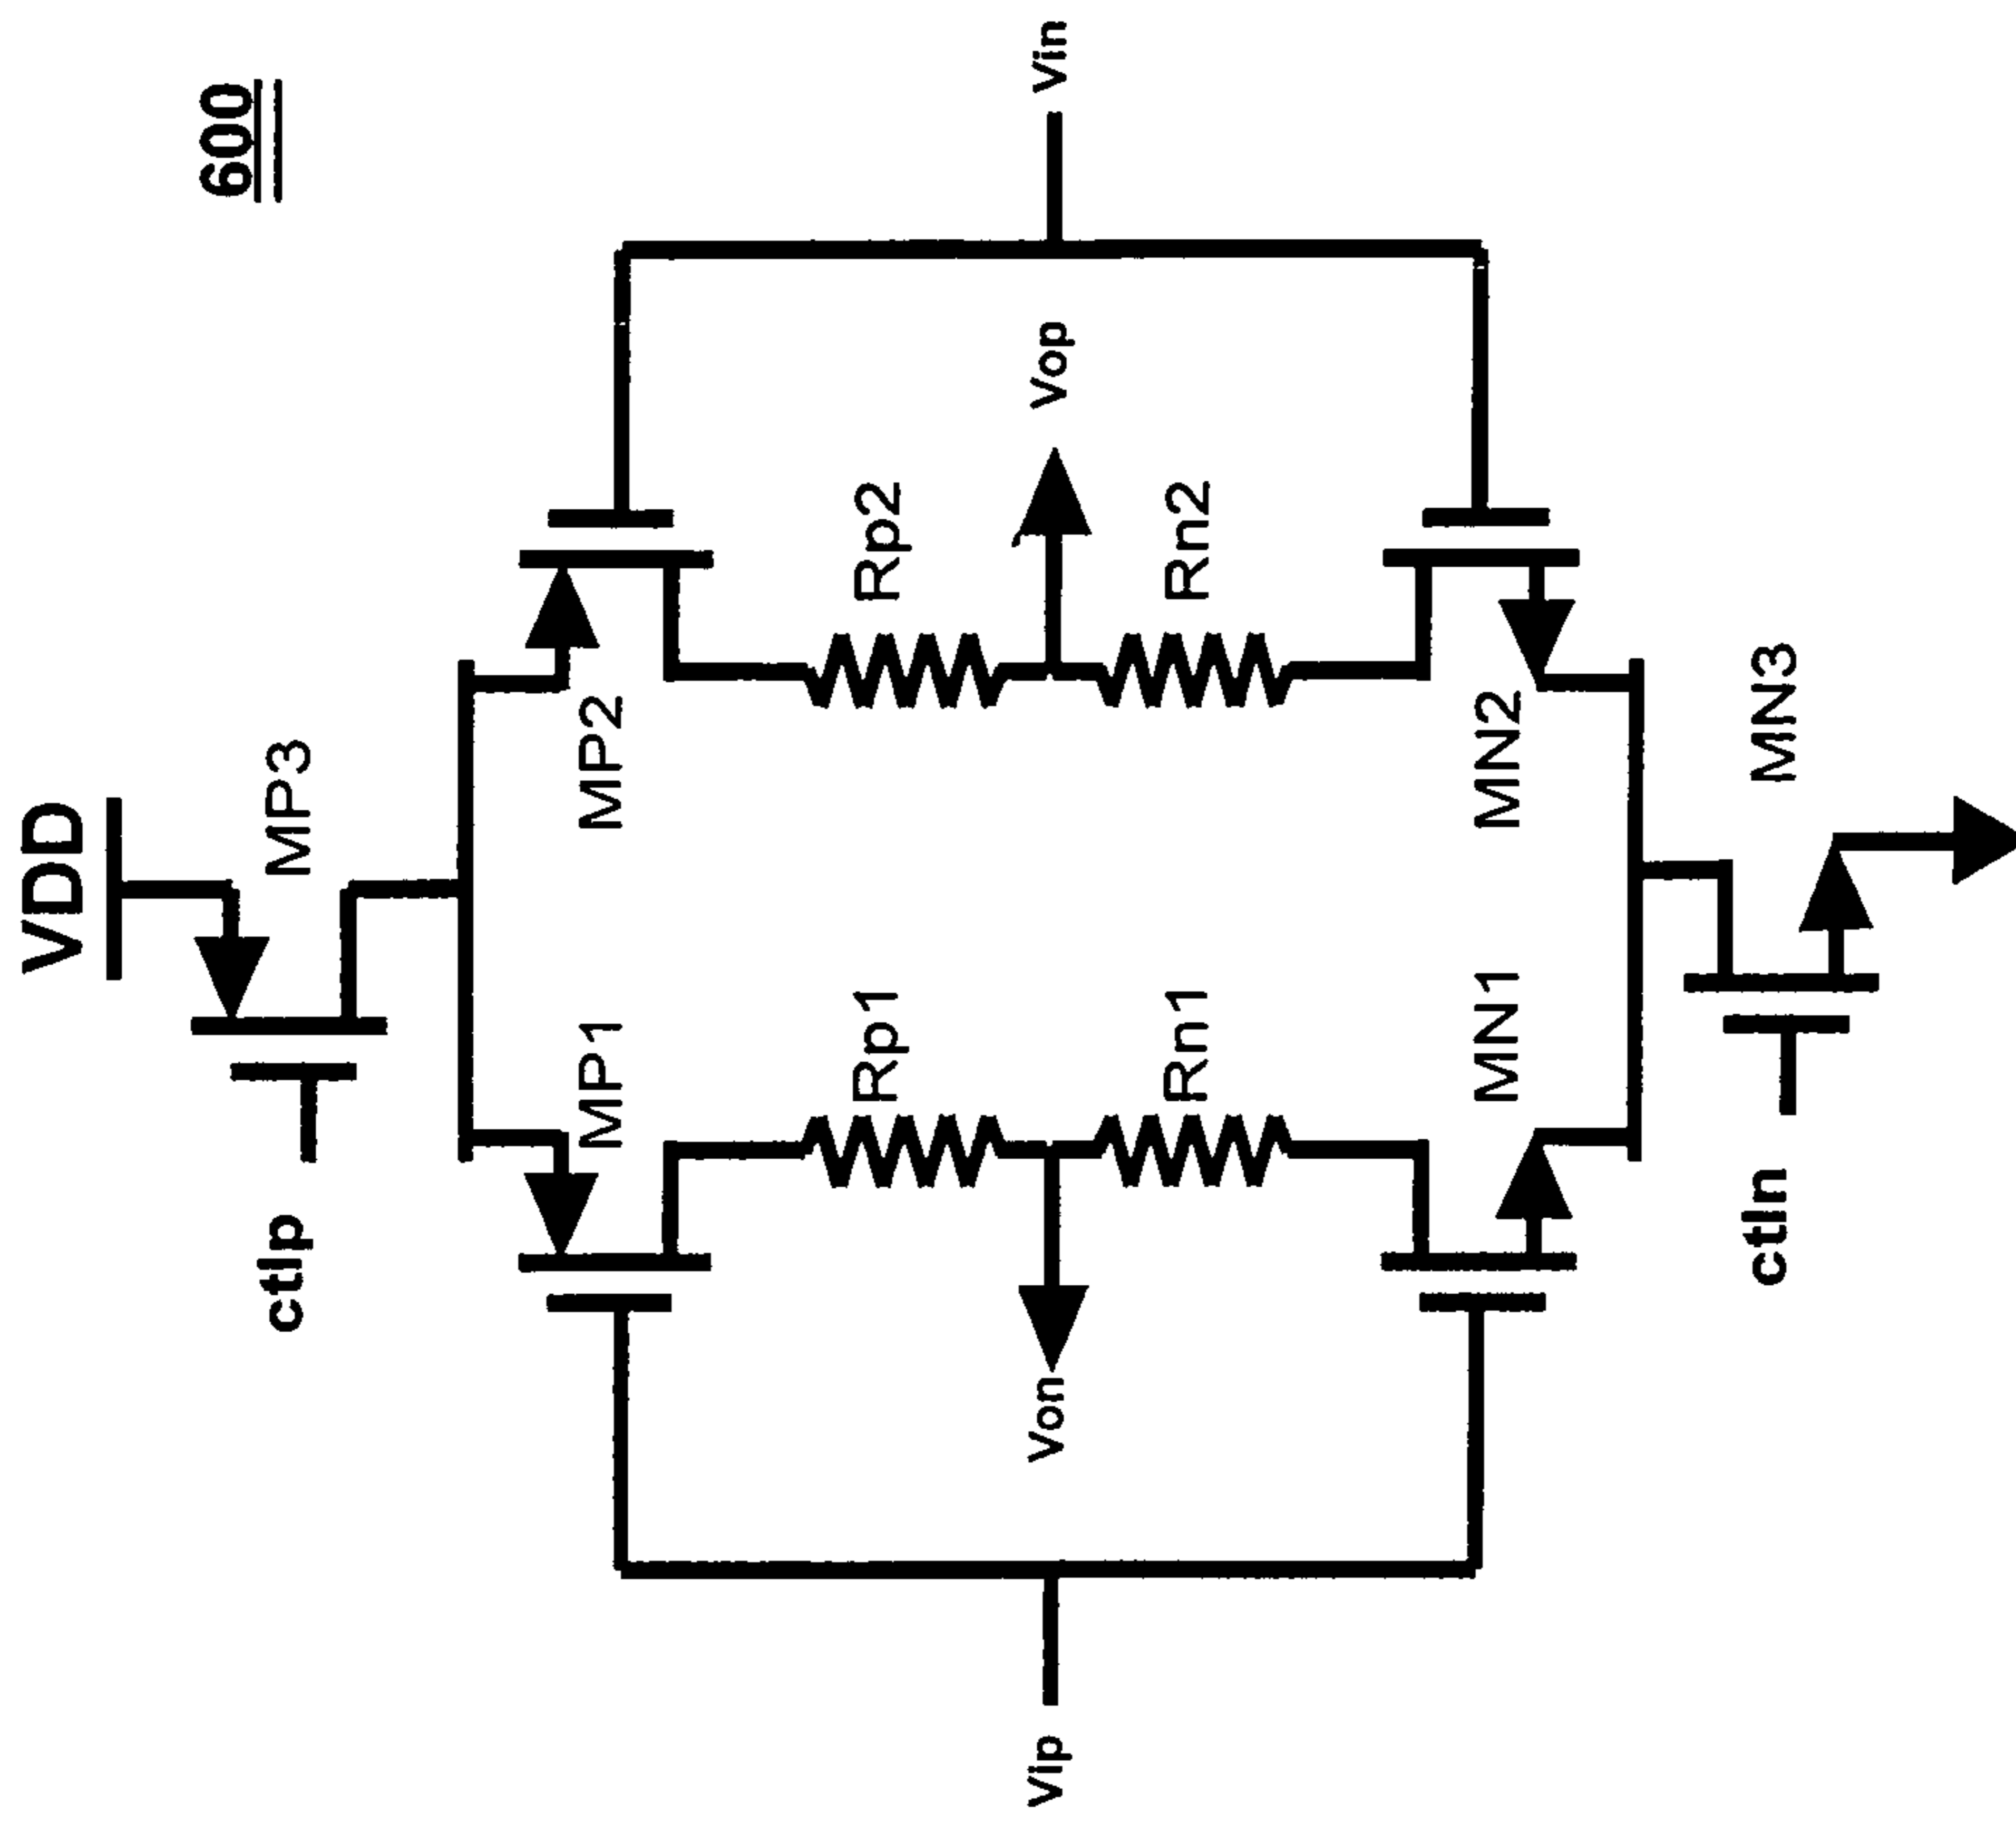 600
VDD
MP3
ctlp
MP1
MP2
Rp1
Rp2
Vip
Von
Vop
Vin
Rn1
Rn2
MN1
MN2
ctln
MN3